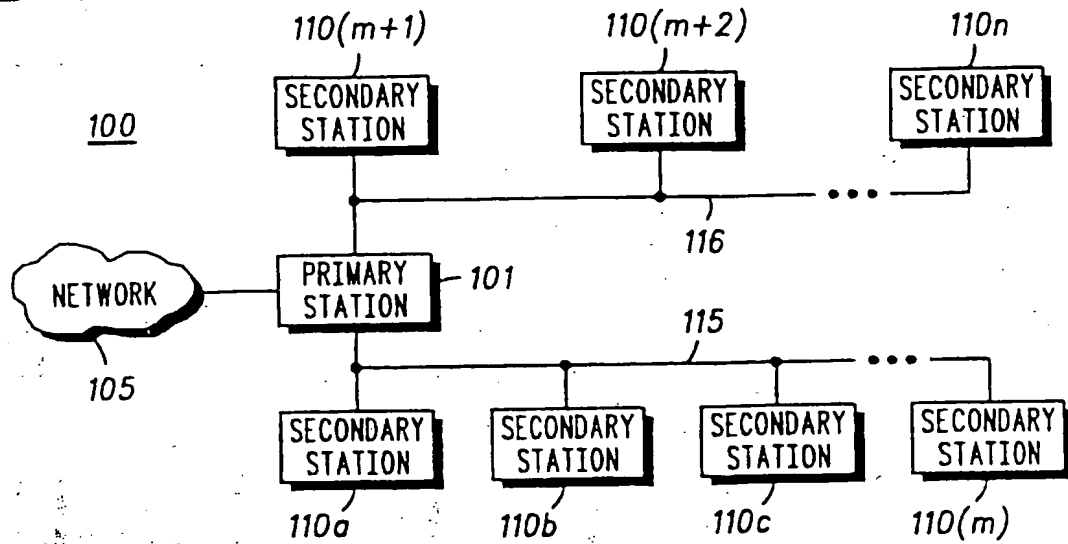 110(m+1)
110(m+2)
110n
SECONDARY
STATION
SECONDARY
STATION
SECONDARY
STATION
100
116
NETWORK
PRIMARY
STATION
101
105
115
SECONDARY
STATION
SECONDARY
STATION
SECONDARY
STATION
SECONDARY
STATION
110a
110b
110c
110(m)